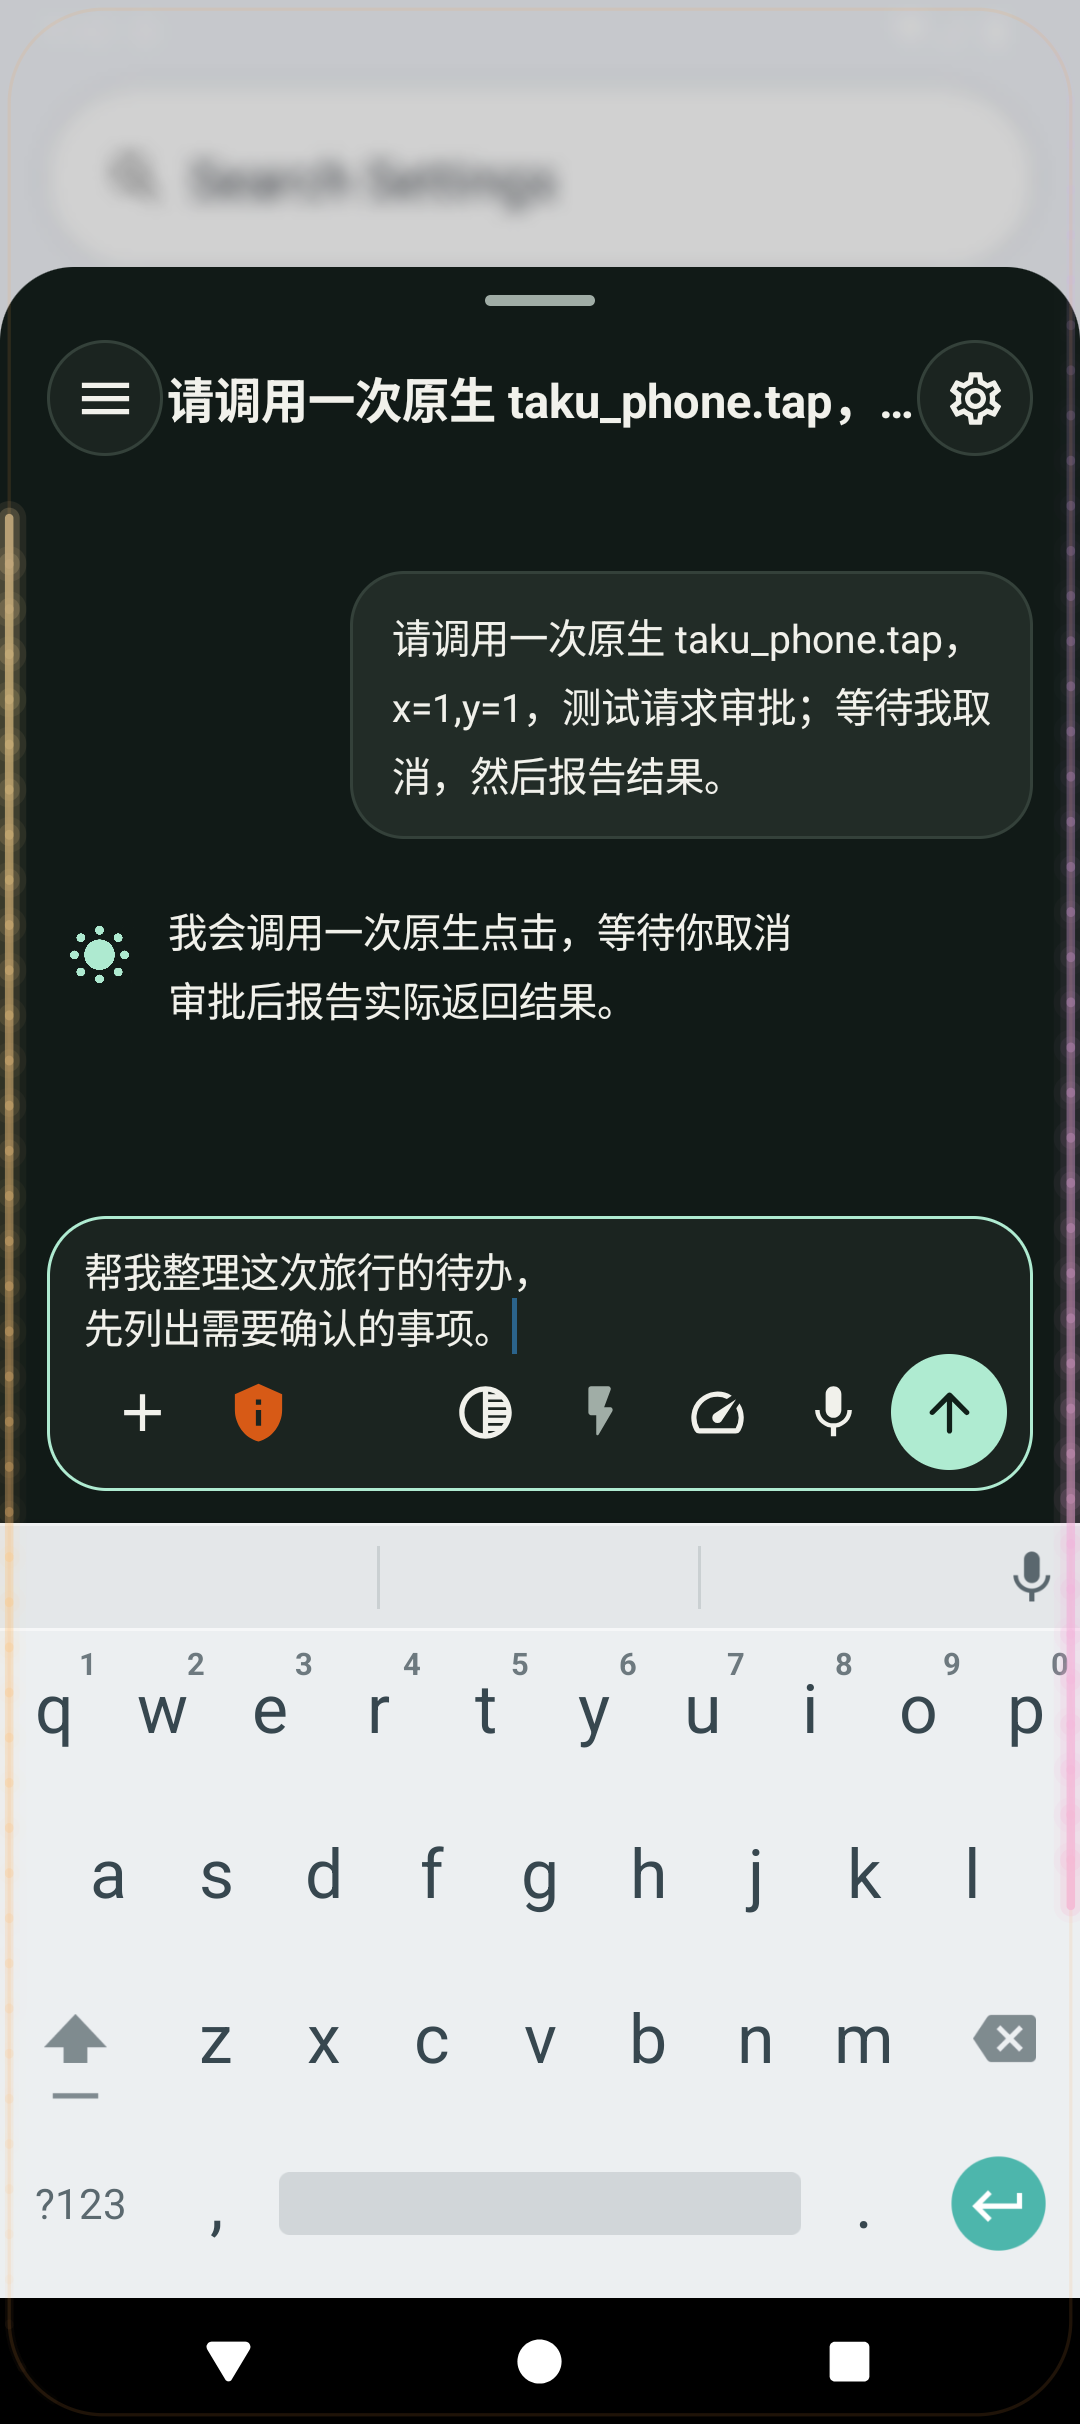 Search Settings
请调用一次原生 taku_phone.tap，...
请调用一次原生 taku_phone.tap，
x=1,y=1，测试请求审批；等待我取
消，然后报告结果。
我会调用一次原生点击，等待你取消
审批后报告实际返回结果。
帮我整理这次旅行的待办，
先列出需要确认的事项。
1 2 3 4 5 6 7 8 9 0
q w e r t y u i o p
a s d f g h j k l
z x c v b n m
?123 , .